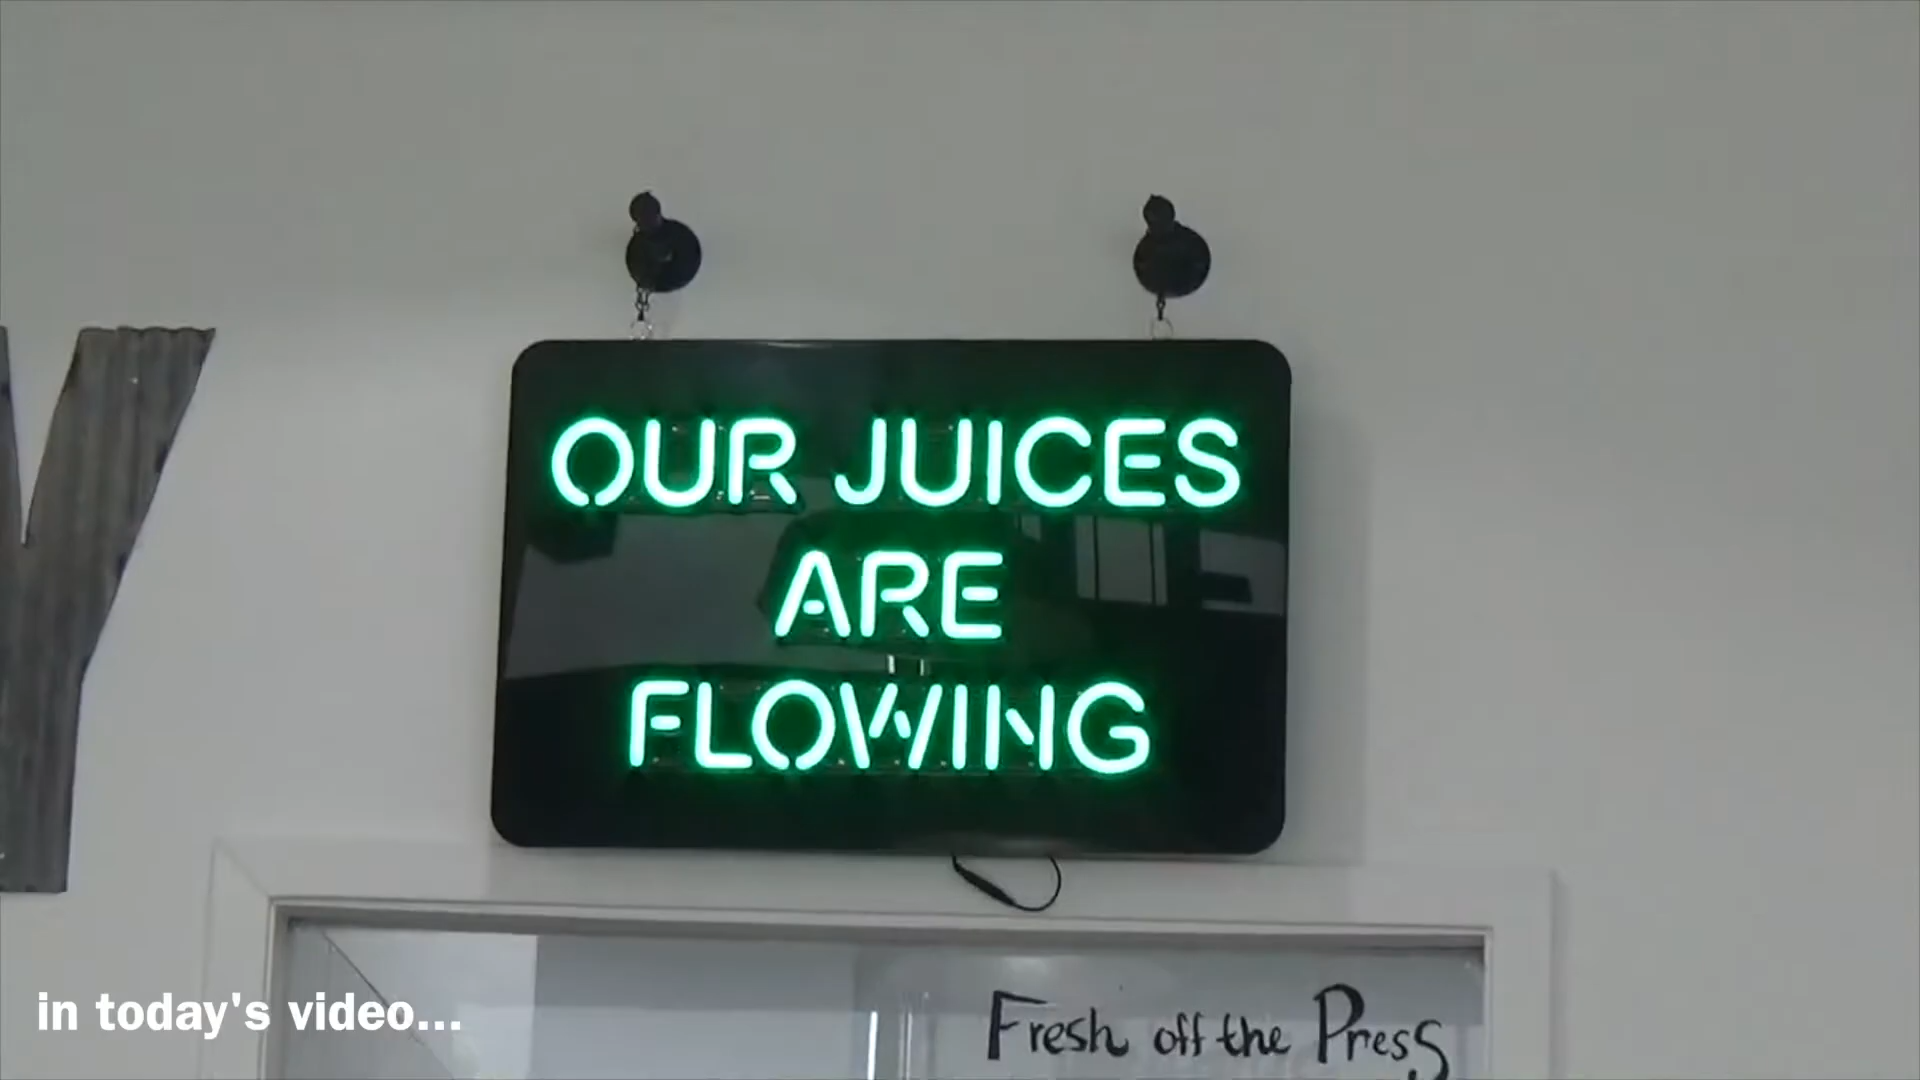 Y
OUR JUICES
ARE
FLOWING
Fresh off the Press
in today's video...